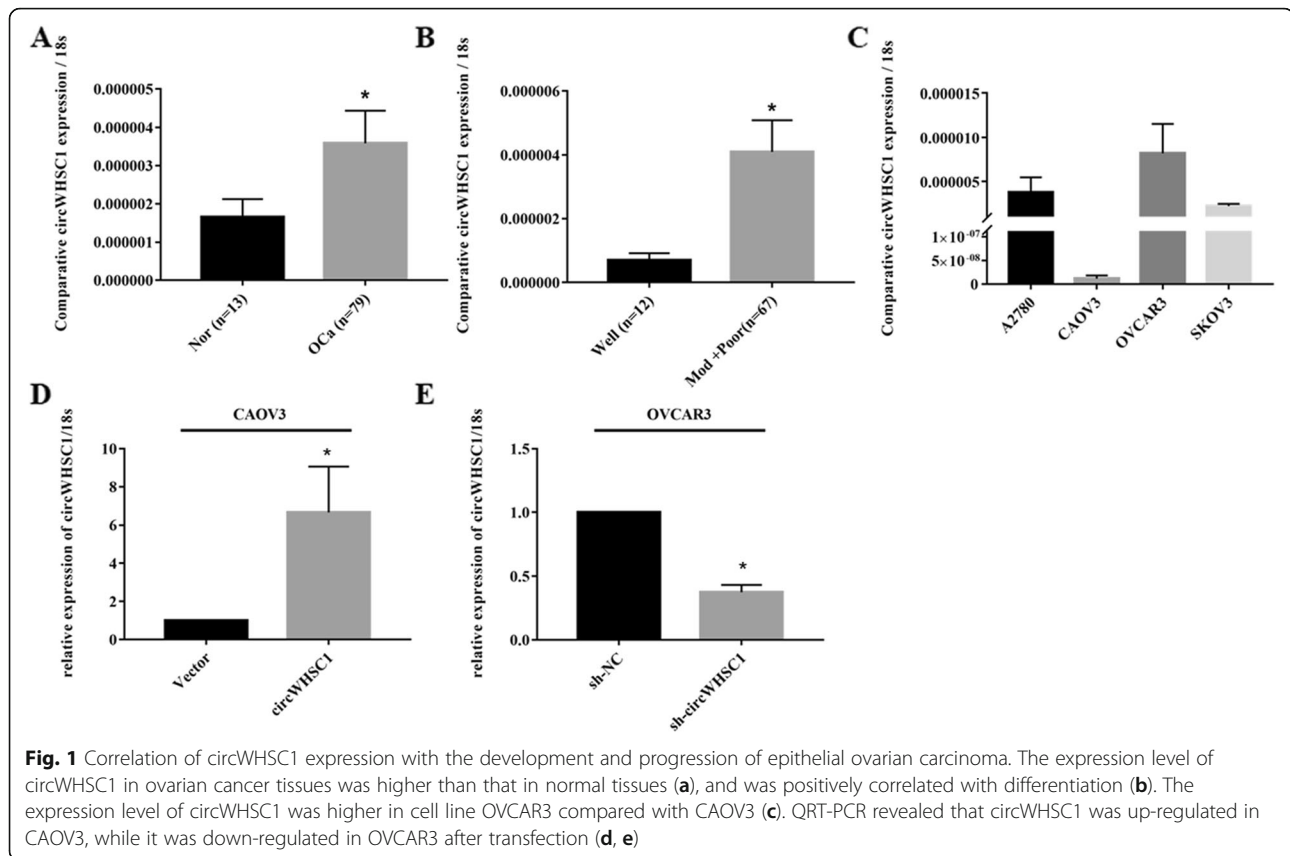 A
Comparative circWHSC1 expression / 18s
0.000005
0.000004
0.000003
0.000002
0.000001
0.000000
*
Nor (n=13)
OCa (n=79)
B
Comparative circWHSC1 expression / 18s
0.000006
0.000004
0.000002
0.000000
*
Well (n=12)
Mod +Poor(n=67)
C
Comparative circWHSC1 expression / 18s
0.000015
0.000010
0.000005
1×10⁻⁰⁷
5×10⁻⁰⁸
0
A2780
CAOV3
OVCAR3
SKOV3
D
relative expression of circWHSC1/18s
CAOV3
10
8
6
4
2
0
*
Vector
circWHSC1
E
relative expression of circWHSC1/18s
OVCAR3
1.5
1.0
0.5
0.0
*
sh-NC
sh-circWHSC1
Fig. 1 Correlation of circWHSC1 expression with the development and progression of epithelial ovarian carcinoma. The expression level of
circWHSC1 in ovarian cancer tissues was higher than that in normal tissues (a), and was positively correlated with differentiation (b). The
expression level of circWHSC1 was higher in cell line OVCAR3 compared with CAOV3 (c). QRT-PCR revealed that circWHSC1 was up-regulated in
CAOV3, while it was down-regulated in OVCAR3 after transfection (d, e)